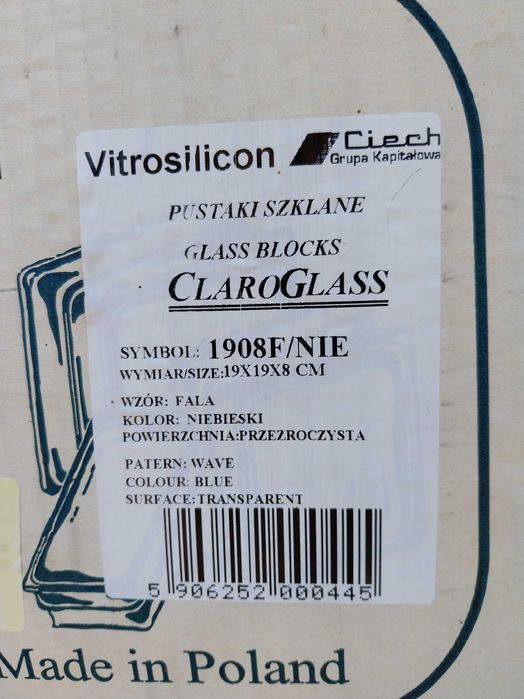 Vitrosilicon
Ciech
Grupa Kapitałowa
PUSTAKI SZKLANE
GLASS BLOCKS
CLAROGLASS
SYMBOL: 1908F/NIE
WYMIAR/SIZE:19X19X8 CM
WZÓR: FALA
KOLOR: NIEBIESKI
POWIERZCHNIA:PRZEZROCZYSTA
PATERN: WAVE
COLOUR: BLUE
SURFACE:TRANSPARENT
5 906252 000445
Made in Poland